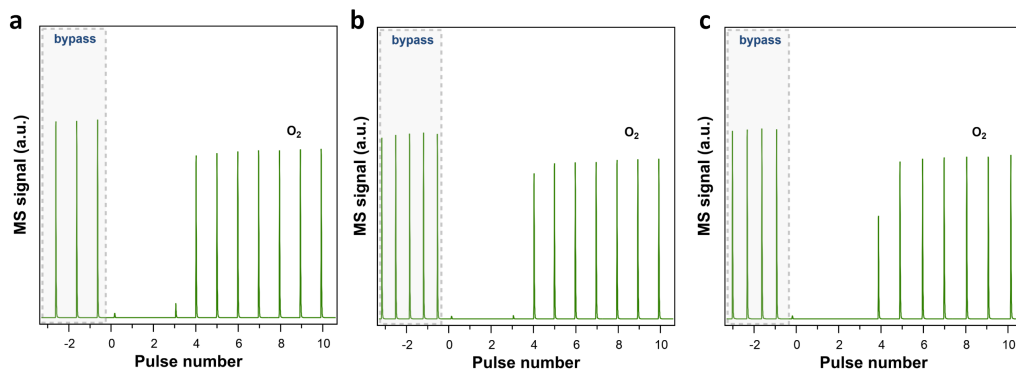 a
bypass
O2
MS signal (a.u.)
-2 0 2 4 6 8 10
Pulse number
b
bypass
O2
MS signal (a.u.)
-2 0 2 4 6 8 10
Pulse number
c
bypass
O2
MS signal (a.u.)
-2 0 2 4 6 8 10
Pulse number